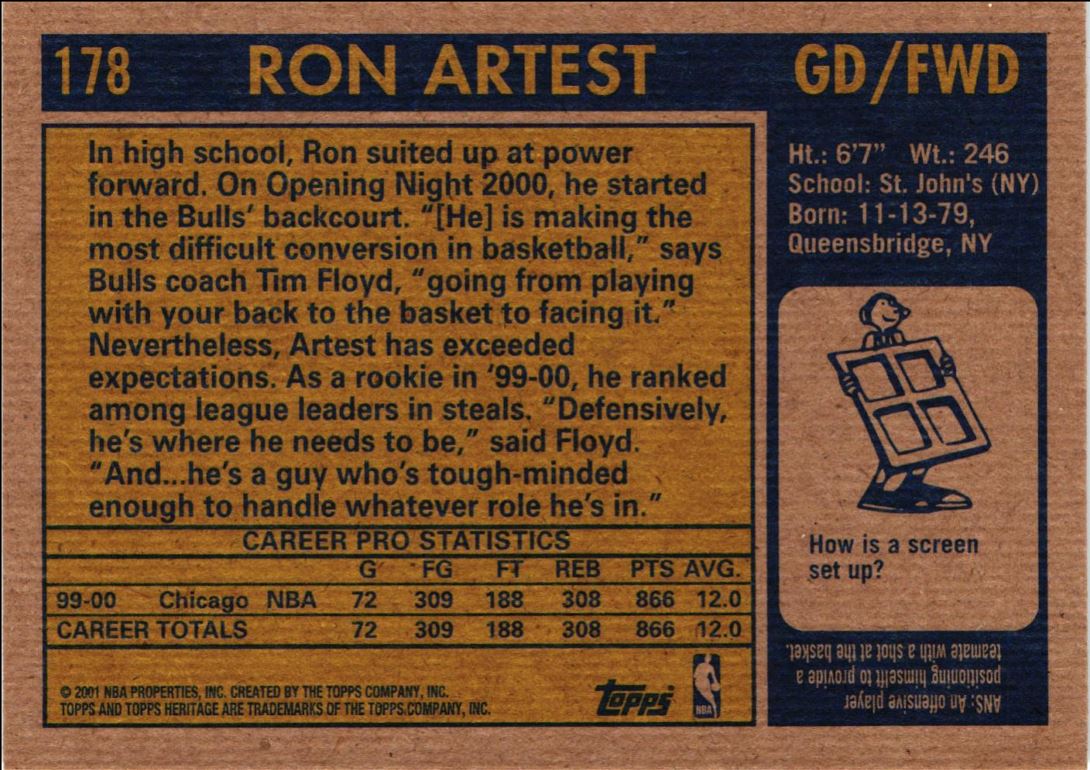 178 RON ARTEST GD/FWD
In high school, Ron suited up at power
forward. On Opening Night 2000, he started
in the Bulls’ backcourt. “[He] is making the
most difficult conversion in basketball,” says
Bulls coach Tim Floyd, “going from playing
with your back to the basket to facing it.”
Nevertheless, Artest has exceeded
expectations. As a rookie in ’99-00, he ranked
among league leaders in steals. “Defensively,
he’s where he needs to be,” said Floyd.
“And...he’s a guy who’s tough-minded
enough to handle whatever role he’s in.”
CAREER PRO STATISTICS
G FG FT REB PTS AVG.
99-00 Chicago NBA 72 309 188 308 866 12.0
CAREER TOTALS 72 309 188 308 866 12.0
© 2001 NBA PROPERTIES, INC. CREATED BY THE TOPPS COMPANY, INC.
TOPPS AND TOPPS HERITAGE ARE TRADEMARKS OF THE TOPPS COMPANY, INC.
Topps
NBA
Ht.: 6’7” Wt.: 246
School: St. John's (NY)
Born: 11-13-79,
Queensbridge, NY
How is a screen
set up?
ANS: An offensive player
positioning himself to provide a
teamate with a shot at the basket.